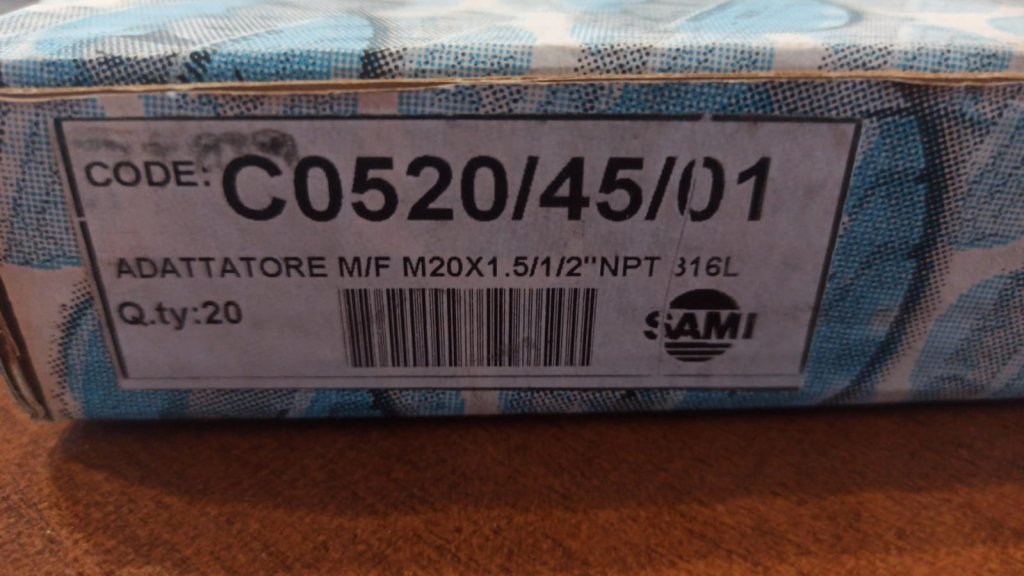 CODE: C0520/45/01
ADATTATORE M/F M20X1.5/1/2"NPT 316L
Q.ty:20
SAMI